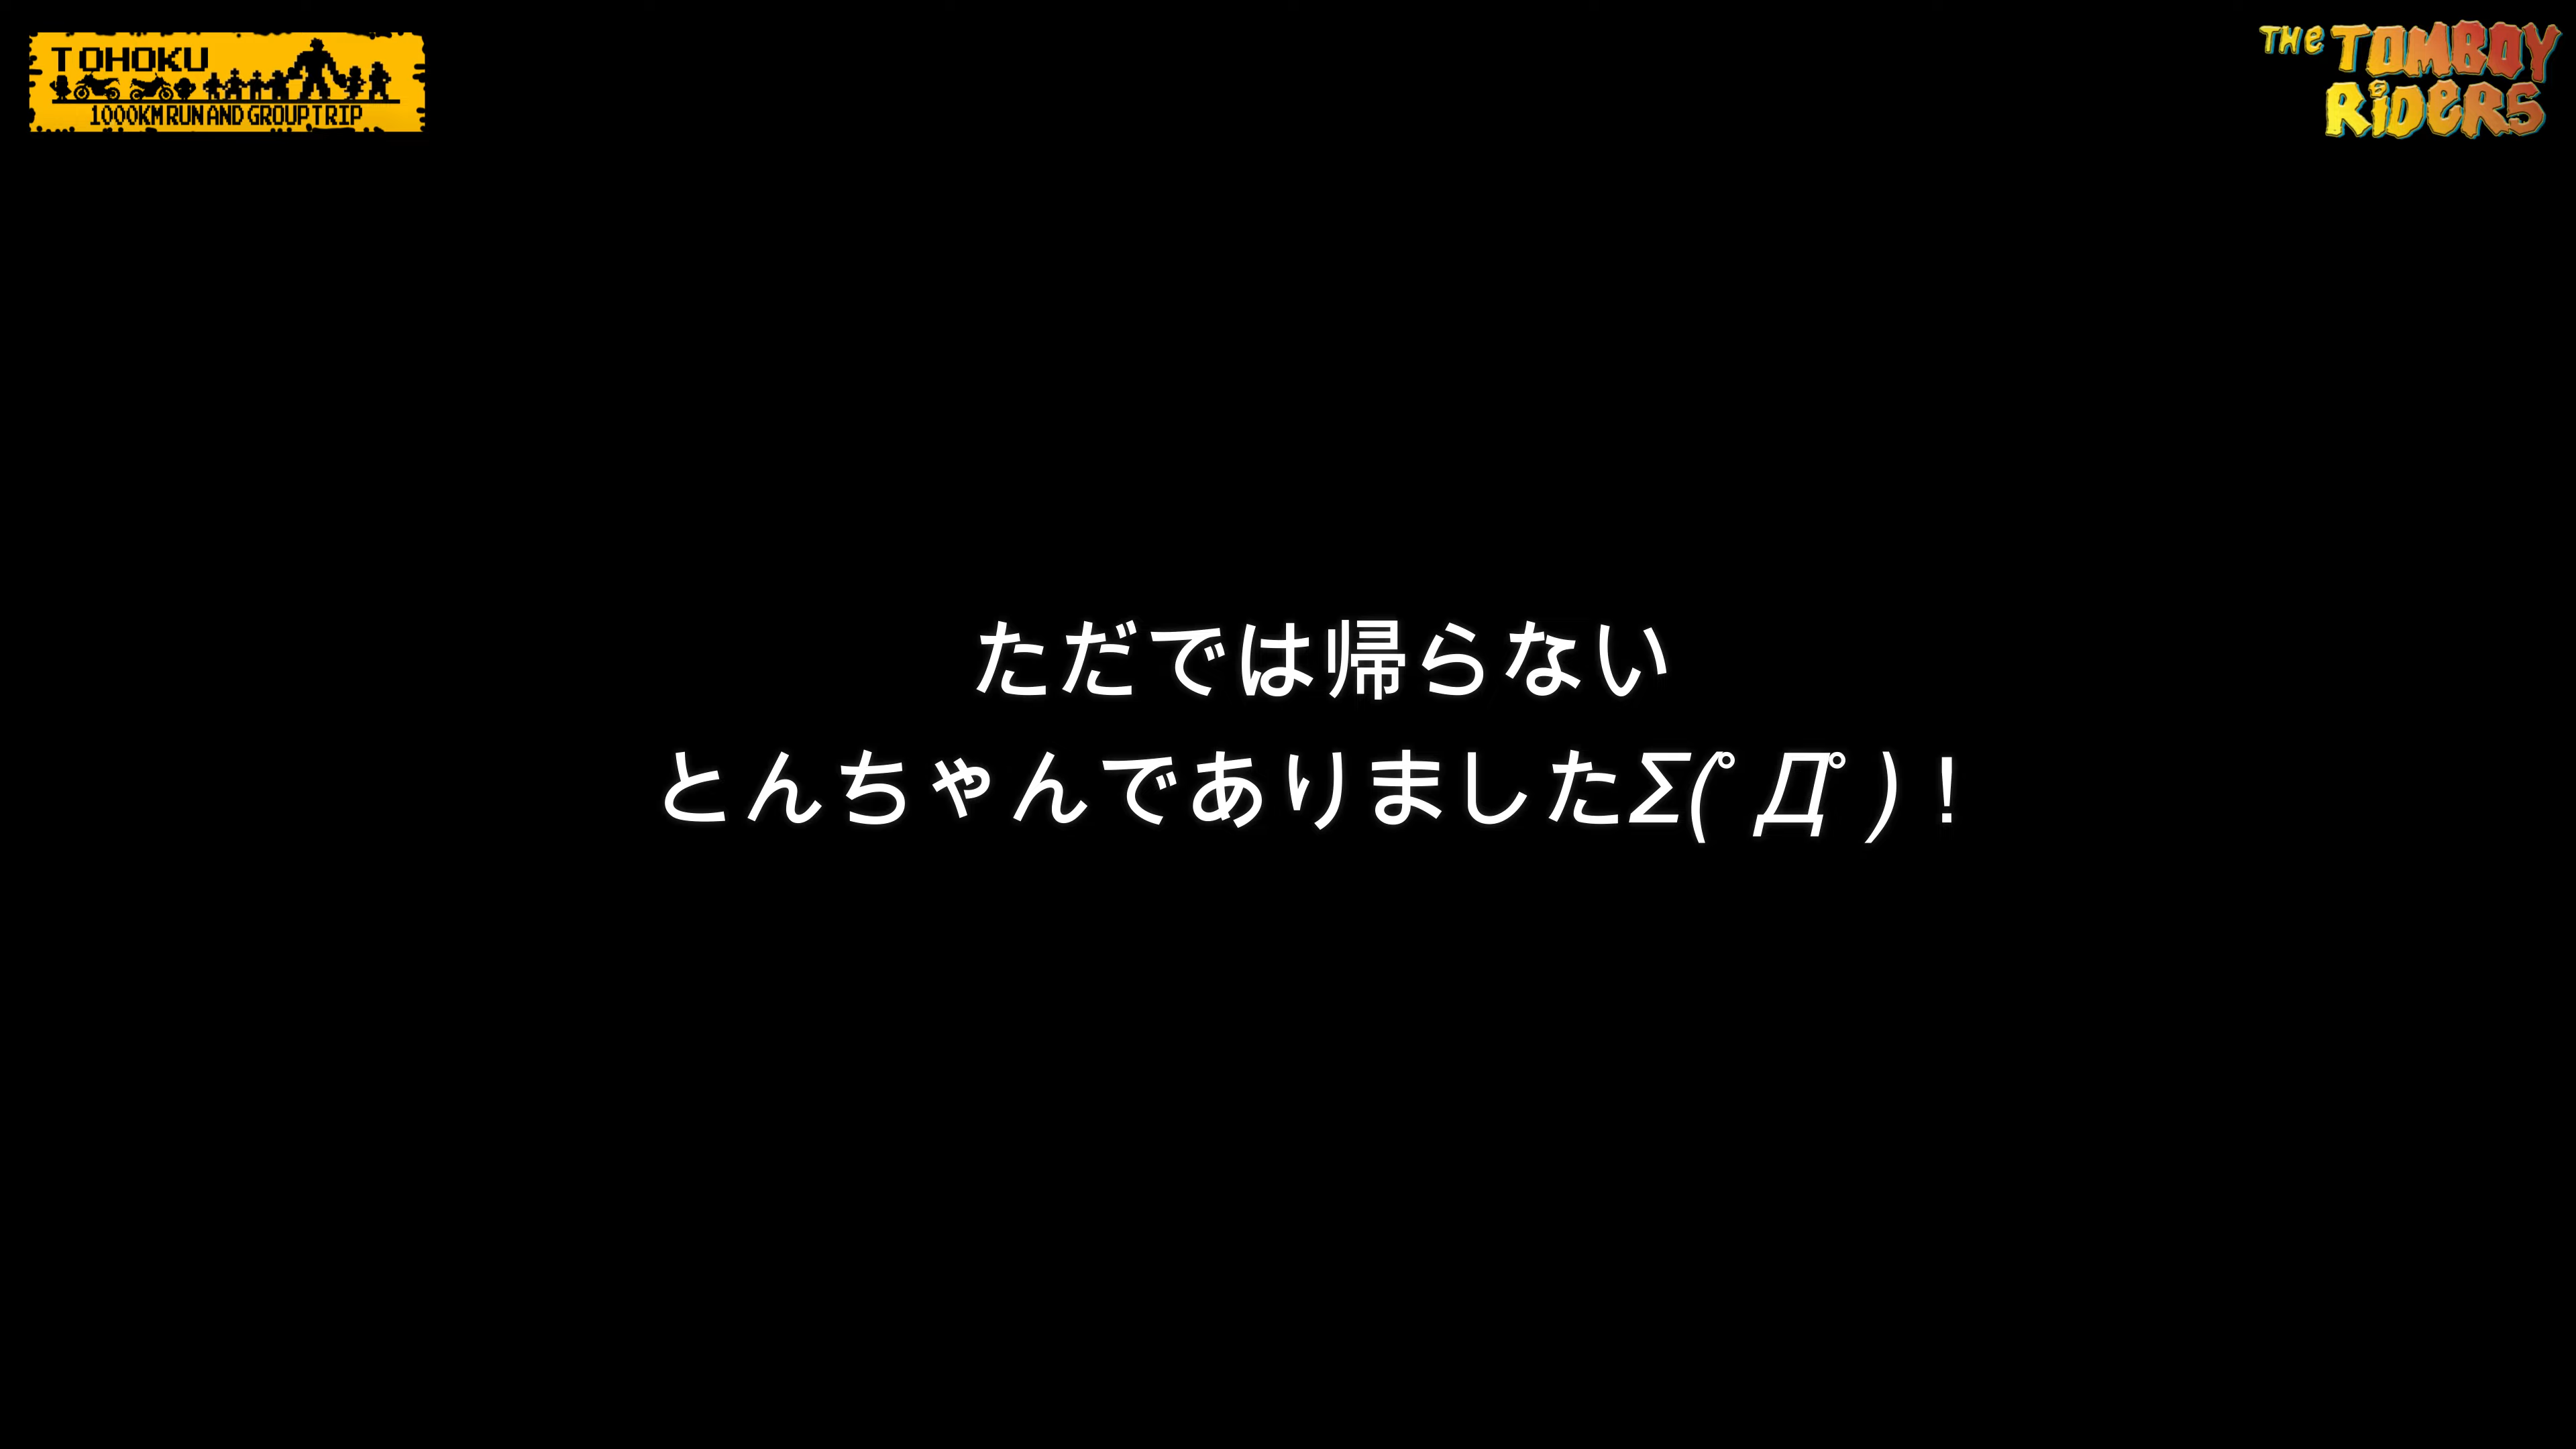 TOHOKU
1000KM RUN AND GROUP TRIP
THE TOMBOY
RIDERS
ただでは帰らない
とんちゃんでありましたΣ(ﾟДﾟ)！